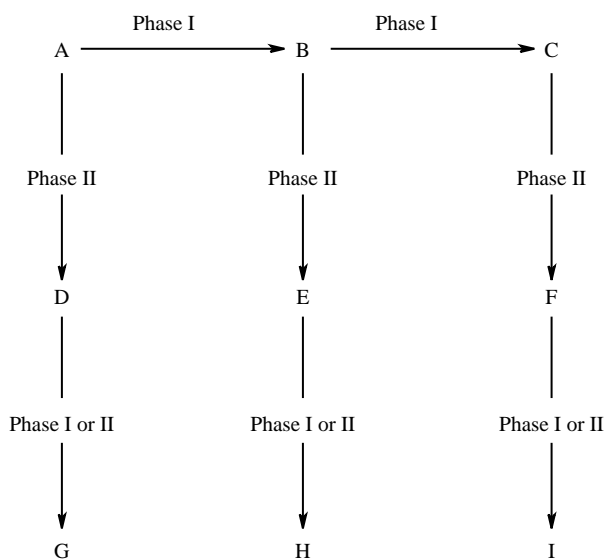 Phase I Phase I
A B C
Phase II Phase II Phase II
D E F
Phase I or II Phase I or II Phase I or II
G H I